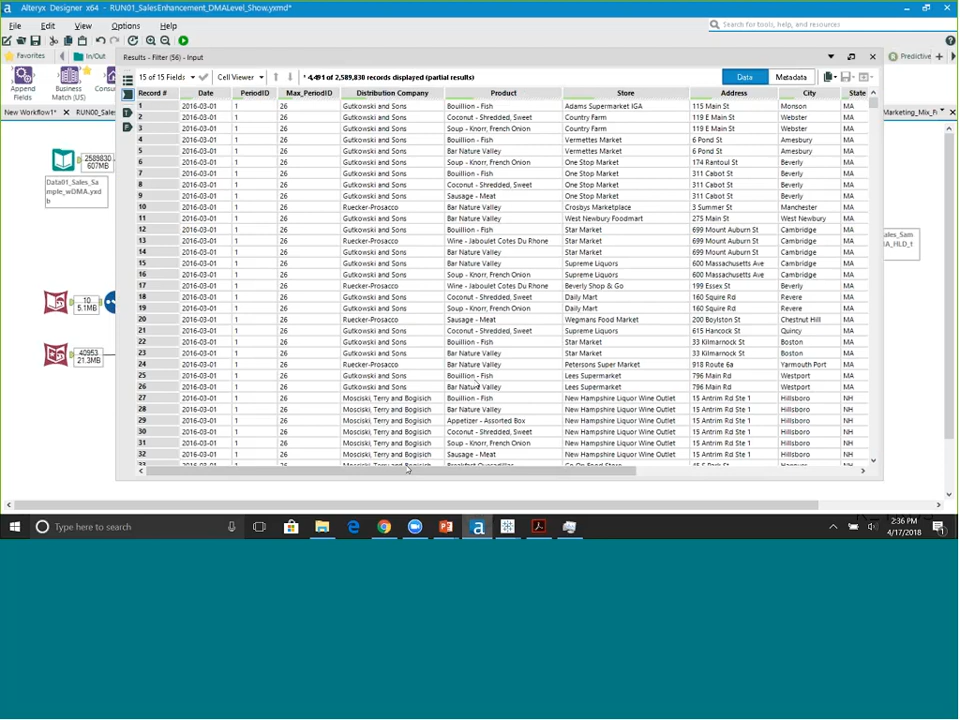 Alteryx Designer x64 - RUN01_SalesEnhancement_DMALevel_Show.yxmd*
File Edit View Options Help
Search for tools, help, and resources
Favorites In/Out Results - Filter (56) - Input Predictive
Append Fields
Business Match (US)
15 of 15 Fields Cell Viewer * 4,491 of 2,589,830 records displayed (partial results) Data Metadata
New Workflow1* RUN00_Sales
Marketing_Mix_P
2589830
607MB
Data01_Sales_Sa
mple_wDMA.yxd
b
10
5.1MB
40953
21.3MB
Record # Date PeriodID Max_PeriodID Distribution Company Product Store Address City State
1 2016-03-01 1 26 Gutkowski and Sons Bouillion - Fish Adams Supermarket IGA 115 Main St Monson MA
2 2016-03-01 1 26 Gutkowski and Sons Coconut - Shredded, Sweet Country Farm 119 E Main St Webster MA
3 2016-03-01 1 26 Gutkowski and Sons Soup - Knorr, French Onion Country Farm 119 E Main St Webster MA
4 2016-03-01 1 26 Gutkowski and Sons Bouillion - Fish Vermettes Market 6 Pond St Amesbury MA
5 2016-03-01 1 26 Gutkowski and Sons Bar Nature Valley Vermettes Market 6 Pond St Amesbury MA
6 2016-03-01 1 26 Gutkowski and Sons Soup - Knorr, French Onion One Stop Market 174 Rantoul St Beverly MA
7 2016-03-01 1 26 Gutkowski and Sons Bouillion - Fish One Stop Market 311 Cabot St Beverly MA
8 2016-03-01 1 26 Gutkowski and Sons Coconut - Shredded, Sweet One Stop Market 311 Cabot St Beverly MA
9 2016-03-01 1 26 Gutkowski and Sons Sausage - Meat One Stop Market 311 Cabot St Beverly MA
10 2016-03-01 1 26 Ruecker-Prosacco Bar Nature Valley Crosbys Marketplace 3 Summer St Manchester MA
11 2016-03-01 1 26 Gutkowski and Sons Bar Nature Valley West Newbury Foodmart 275 Main St West Newbury MA
12 2016-03-01 1 26 Gutkowski and Sons Bouillion - Fish Star Market 699 Mount Auburn St Cambridge MA
13 2016-03-01 1 26 Ruecker-Prosacco Wine - Jaboulet Cotes Du Rhone Star Market 699 Mount Auburn St Cambridge MA
14 2016-03-01 1 26 Ruecker-Prosacco Bar Nature Valley Star Market 699 Mount Auburn St Cambridge MA
15 2016-03-01 1 26 Gutkowski and Sons Bar Nature Valley Supreme Liquors 600 Massachusetts Ave Cambridge MA
16 2016-03-01 1 26 Gutkowski and Sons Soup - Knorr, French Onion Supreme Liquors 600 Massachusetts Ave Cambridge MA
17 2016-03-01 1 26 Ruecker-Prosacco Wine - Jaboulet Cotes Du Rhone Beverly Shop & Go 199 Essex St Beverly MA
18 2016-03-01 1 26 Gutkowski and Sons Coconut - Shredded, Sweet Daily Mart 160 Squire Rd Revere MA
19 2016-03-01 1 26 Gutkowski and Sons Soup - Knorr, French Onion Daily Mart 160 Squire Rd Revere MA
20 2016-03-01 1 26 Ruecker-Prosacco Sausage - Meat Wegmans Food Market 200 Boylston St Chestnut Hill MA
21 2016-03-01 1 26 Gutkowski and Sons Coconut - Shredded, Sweet Supreme Liquors 615 Hancock St Quincy MA
22 2016-03-01 1 26 Gutkowski and Sons Bouillion - Fish Star Market 33 Kilmarnock St Boston MA
23 2016-03-01 1 26 Gutkowski and Sons Bar Nature Valley Star Market 33 Kilmarnock St Boston MA
24 2016-03-01 1 26 Ruecker-Prosacco Bar Nature Valley Petersons Super Market 918 Route 6a Yarmouth Port MA
25 2016-03-01 1 26 Gutkowski and Sons Bouillion - Fish Lees Supermarket 796 Main Rd Westport MA
26 2016-03-01 1 26 Gutkowski and Sons Bar Nature Valley Lees Supermarket 796 Main Rd Westport MA
27 2016-03-01 1 26 Mosciski, Terry and Bogisich Bouillion - Fish New Hampshire Liquor Wine Outlet 15 Antrim Rd Ste 1 Hillsboro NH
28 2016-03-01 1 26 Mosciski, Terry and Bogisich Bar Nature Valley New Hampshire Liquor Wine Outlet 15 Antrim Rd Ste 1 Hillsboro NH
29 2016-03-01 1 26 Mosciski, Terry and Bogisich Appetizer - Assorted Box New Hampshire Liquor Wine Outlet 15 Antrim Rd Ste 1 Hillsboro NH
30 2016-03-01 1 26 Mosciski, Terry and Bogisich Coconut - Shredded, Sweet New Hampshire Liquor Wine Outlet 15 Antrim Rd Ste 1 Hillsboro NH
31 2016-03-01 1 26 Mosciski, Terry and Bogisich Soup - Knorr, French Onion New Hampshire Liquor Wine Outlet 15 Antrim Rd Ste 1 Hillsboro NH
32 2016-03-01 1 26 Mosciski, Terry and Bogisich Sausage - Meat New Hampshire Liquor Wine Outlet 15 Antrim Rd Ste 1 Hillsboro NH
Type here to search
2:36 PM
4/17/2018